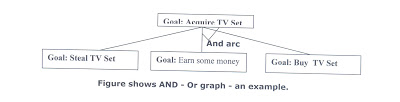 Goal: Acquire TV Set
And arc
Goal: Steal TV Set
Goal: Earn some money
Goal: Buy TV Set
Figure shows AND - Or graph - an example.